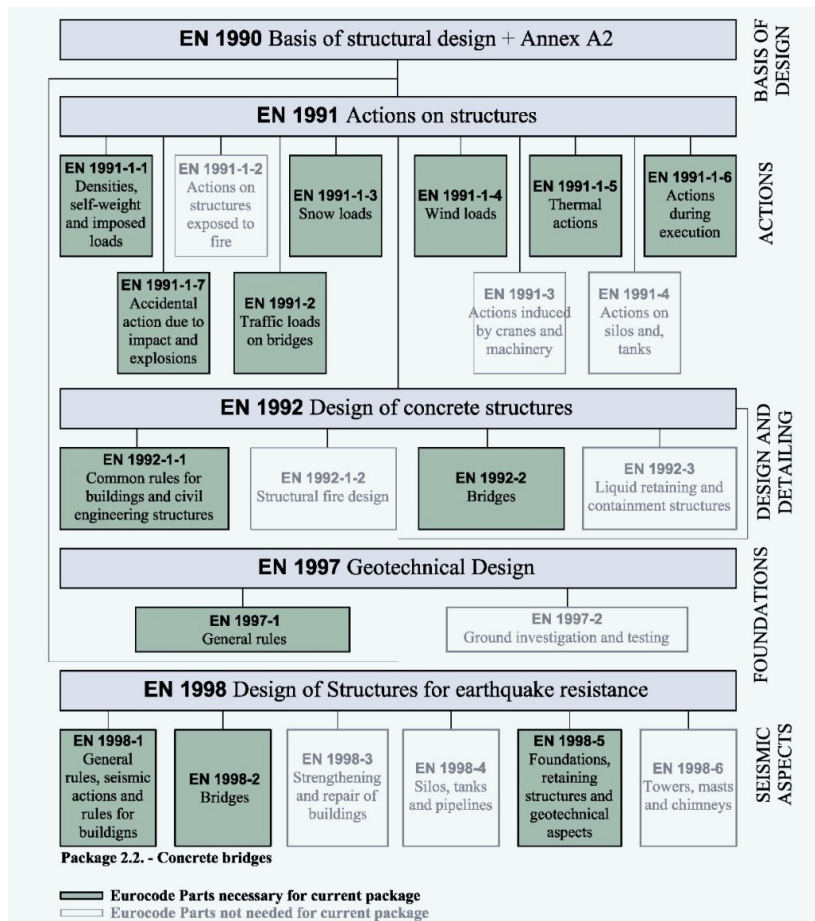 EN 1990 Basis of structural design + Annex A2
BASIS OF
DESIGN
EN 1991 Actions on structures
ACTIONS
EN 1991-1-1
Densities,
self-weight
and imposed
loads
EN 1991-1-2
Actions on
structures
exposed to
fire
EN 1991-1-3
Snow loads
EN 1991-1-4
Wind loads
EN 1991-1-5
Thermal
actions
EN 1991-1-6
Actions
during
execution
EN 1991-1-7
Accidental
action due to
impact and
explosions
EN 1991-2
Traffic loads
on bridges
EN 1991-3
Actions induced
by cranes and
machinery
EN 1991-4
Actions on
silos and,
tanks
EN 1992 Design of concrete structures
DESIGN AND
DETAILING
EN 1992-1-1
Common rules for
buildings and civil
engineering structures
EN 1992-1-2
Structural fire design
EN 1992-2
Bridges
EN 1992-3
Liquid retaining and
containment structures
EN 1997 Geotechnical Design
FOUNDATIONS
EN 1997-1
General rules
EN 1997-2
Ground investigation and testing
EN 1998 Design of Structures for earthquake resistance
SEISMIC
ASPECTS
EN 1998-1
General
rules, seismic
actions and
rules for
buildigns
EN 1998-2
Bridges
EN 1998-3
Strengthening
and repair of
buildings
EN 1998-4
Silos, tanks
and pipelines
EN 1998-5
Foundations,
retaining
structures and
geotechnical
aspects
EN 1998-6
Towers, masts
and chimneys
Package 2.2. - Concrete bridges
Eurocode Parts necessary for current package
Eurocode Parts not needed for current package